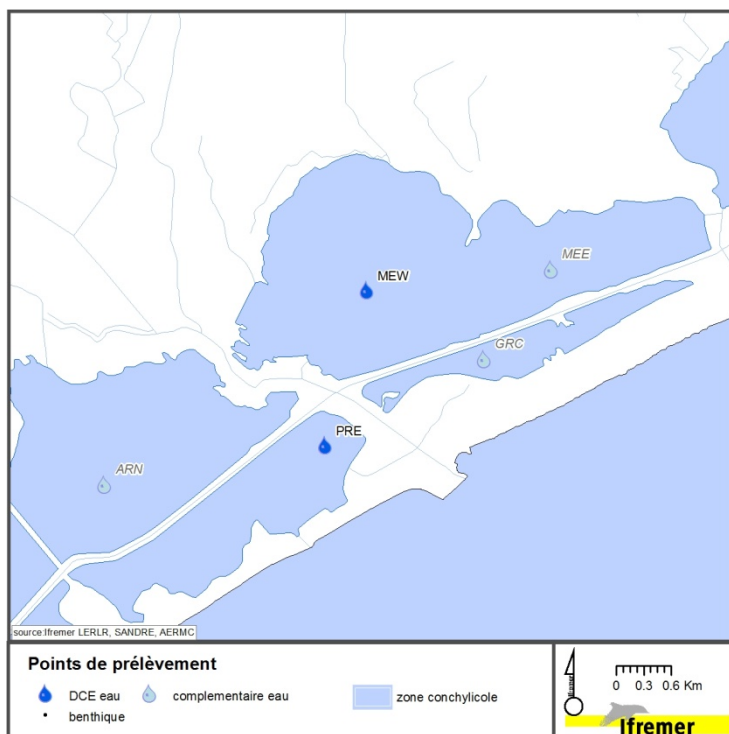 MEW
MEE
GRC
PRE
ARN
source:Ifremer LERLR, SANDRE, AERMC
Points de prélèvement
DCE eau
complementaire eau
zone conchylicole
benthique
0 0.3 0.6 Km
Ifremer